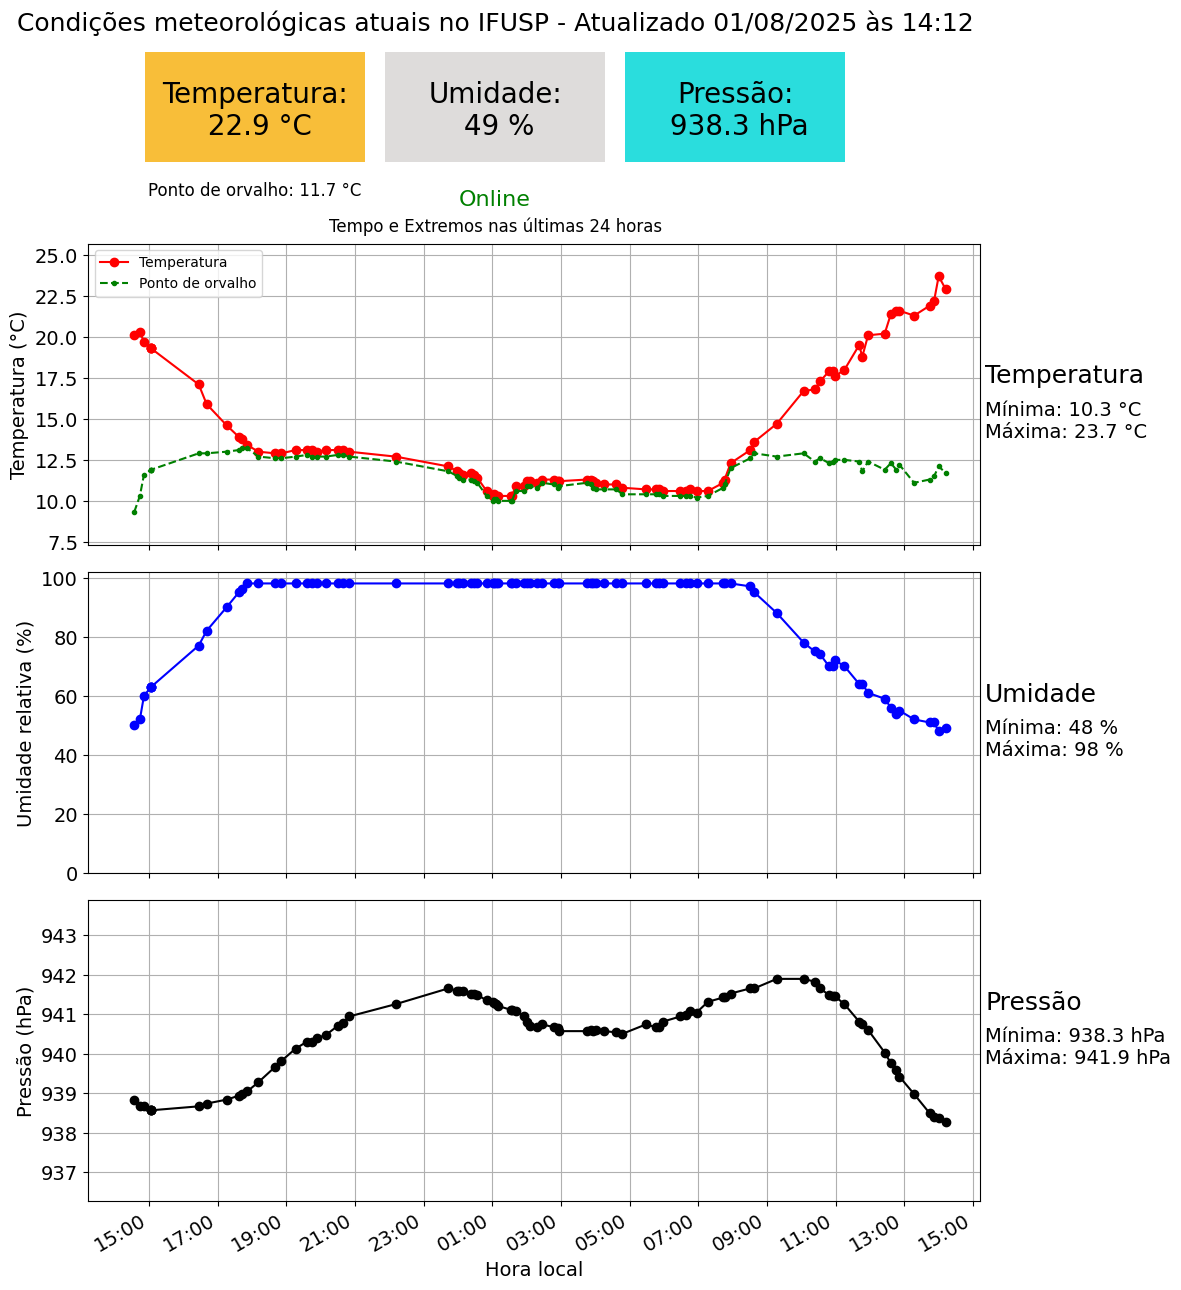 Condições meteorológicas atuais no IFUSP - Atualizado 01/08/2025 às 14:12
Temperatura:
22.9 °C
Umidade:
49 %
Pressão:
938.3 hPa
Ponto de orvalho: 11.7 °C
Online
Tempo e Extremos nas últimas 24 horas
Temperatura
Ponto de orvalho
Temperatura (°C)
25.0
22.5
20.0
17.5
15.0
12.5
10.0
7.5
Temperatura
Mínima: 10.3 °C
Máxima: 23.7 °C
Umidade relativa (%)
100
80
60
40
20
0
Umidade
Mínima: 48 %
Máxima: 98 %
Pressão (hPa)
943
942
941
940
939
938
937
Pressão
Mínima: 938.3 hPa
Máxima: 941.9 hPa
15:00 17:00 19:00 21:00 23:00 01:00 03:00 05:00 07:00 09:00 11:00 13:00 15:00
Hora local